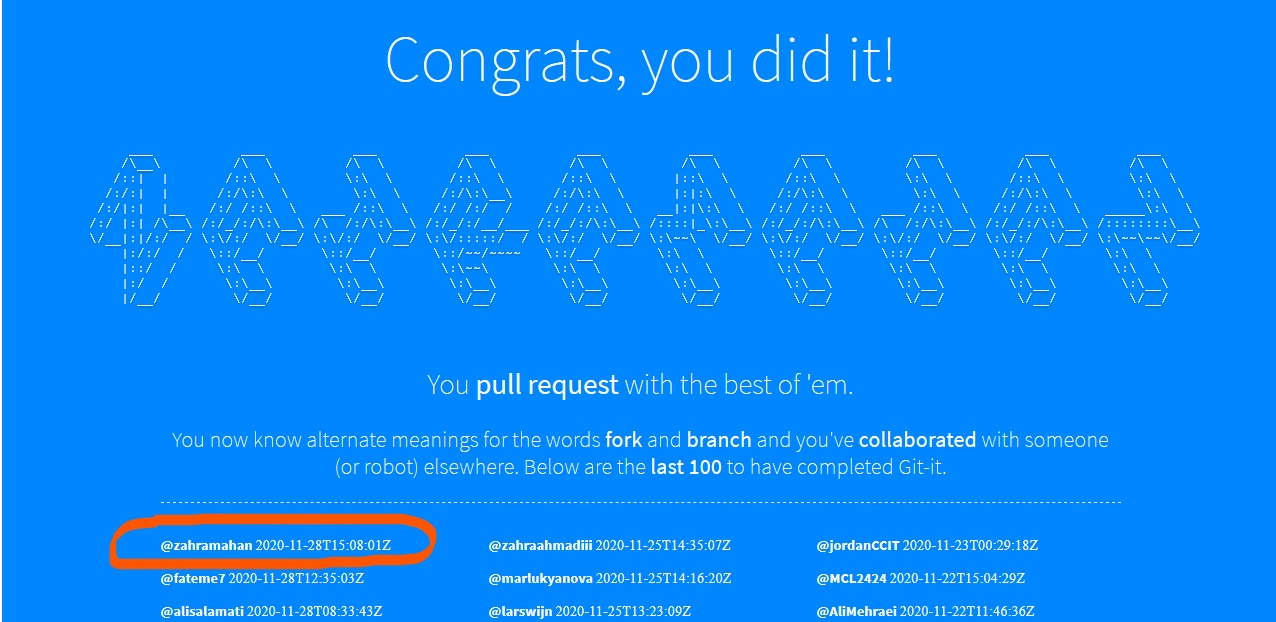 Congrats, you did it!
You pull request with the best of 'em.
You now know alternate meanings for the words fork and branch and you've collaborated with someone
(or robot) elsewhere. Below are the last 100 to have completed Git-it.
@zahramahan 2020-11-28T15:08:01Z @zahraahmadiii 2020-11-25T14:35:07Z @jordanCCIT 2020-11-23T00:29:18Z
@fateme7 2020-11-28T12:35:03Z @marlukyanova 2020-11-25T14:16:20Z @MCL2424 2020-11-22T15:04:29Z
@alisalamati 2020-11-28T08:33:43Z @larswijn 2020-11-25T13:23:09Z @AliMehraei 2020-11-22T11:46:36Z